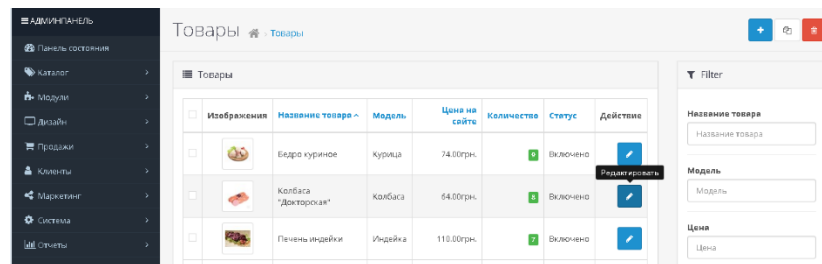 АДМИНПАНЕЛЬ
Панель состояния
Каталог
Модули
Дизайн
Продажи
Клиенты
Маркетинг
Система
Отчеты
Товары
Товары
Товары
Изображения Название товара Модель Цена на сайте Количество Статус Действие
Бедро куриное Курица 74.00грн. 9 Включено
Редактировать
Колбаса "Докторская" Колбаса 64.00грн. 8 Включено
Печень индейки Индейка 110.00грн. 7 Включено
Filter
Название товара
Название товара
Модель
Модель
Цена
Цена